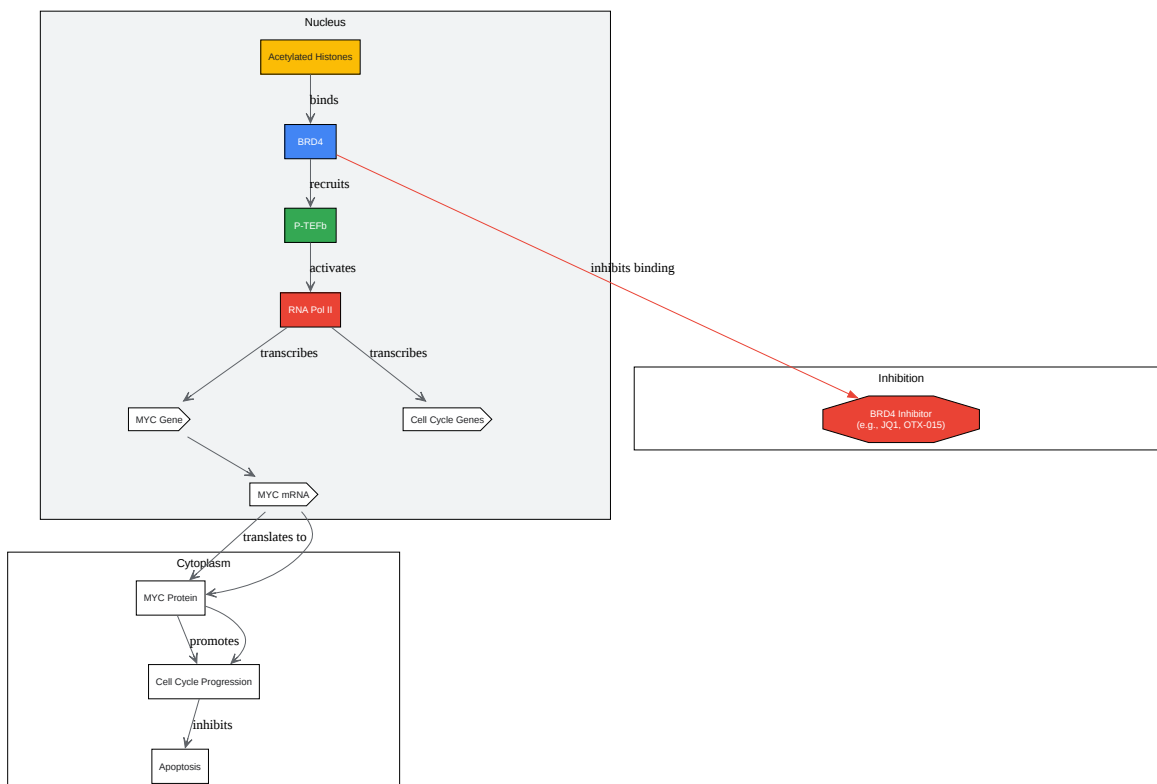 Nucleus
Acetylated Histones
binds
BRD4
recruits
P-TEFb
activates
inhibits binding
RNA Pol II
transcribes
transcribes
Inhibition
MYC Gene
Cell Cycle Genes
BRD4 Inhibitor
(e.g., JQ1, OTX-015)
MYC mRNA
translates to
Cytoplasm
MYC Protein
promotes
Cell Cycle Progression
inhibits
Apoptosis